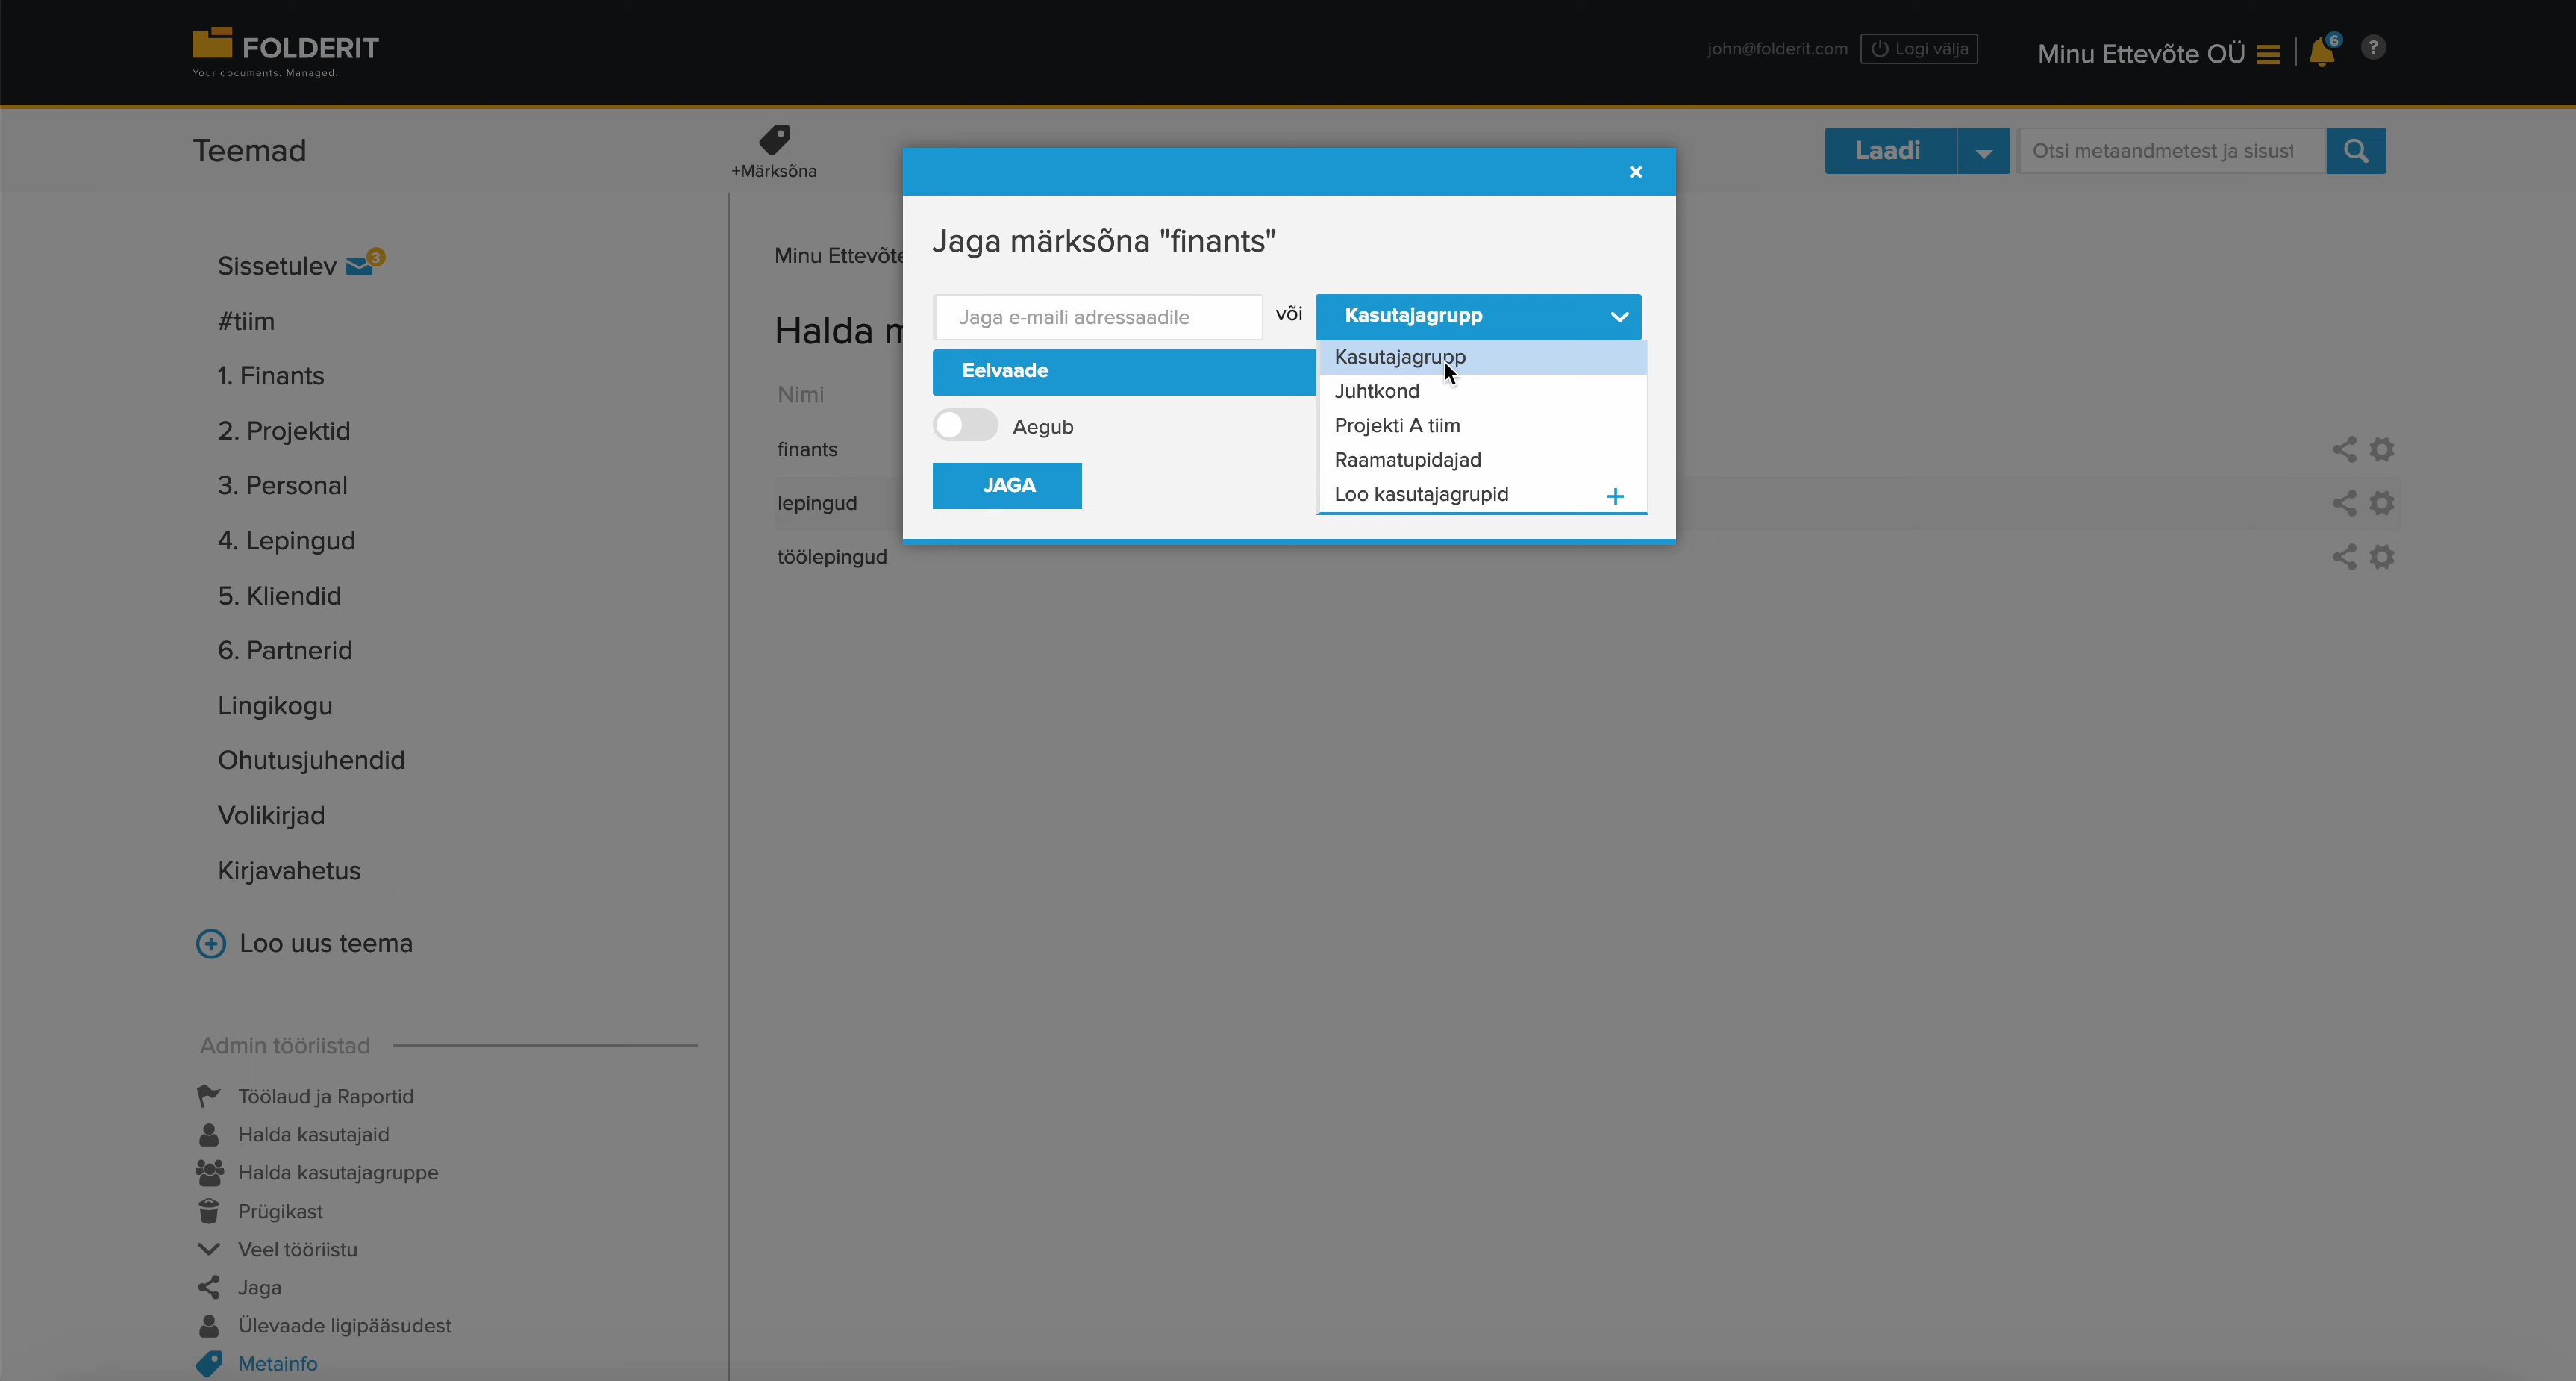 FOLDERIT
Your documents. Managed.
john@folderit.com
Logi välja
Minu Ettevõte OÜ
6
?
Teemad
+Märksõna
Laadi
Otsi metaandmetest ja sisust
Sissetulev 3
#tiim
1. Finants
2. Projektid
3. Personal
4. Lepingud
5. Kliendid
6. Partnerid
Lingikogu
Ohutusjuhendid
Volikirjad
Kirjavahetus
Loo uus teema
Admin tööriistad
Töölaud ja Raportid
Halda kasutajaid
Halda kasutajagruppe
Prügikast
Veel tööriistu
Jaga
Ülevaade ligipääsudest
Metainfo
Minu Ettevõte
Halda
Nimi
finants
lepingud
töölepingud
Jaga märksõna "finants"
Jaga e-maili adressaadile
või
Kasutajagrupp
Eelvaade
Aegub
JAGA
Kasutajagrupp
Juhtkond
Projekti A tiim
Raamatupidajad
Loo kasutajagrupid +